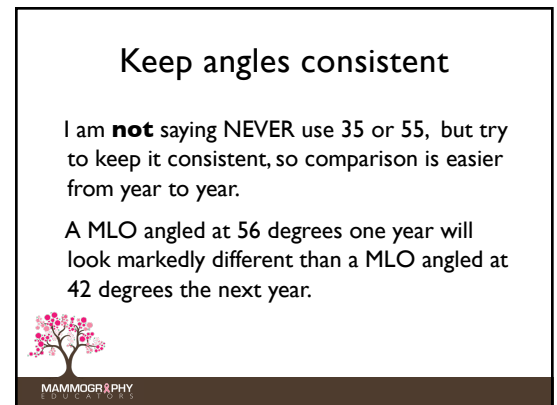 Keep angles consistent
I am not saying NEVER use 35 or 55, but try
to keep it consistent, so comparison is easier
from year to year.
A MLO angled at 56 degrees one year will
look markedly different than a MLO angled at
42 degrees the next year.
MAMMOGRAPHY
EDUCATORS